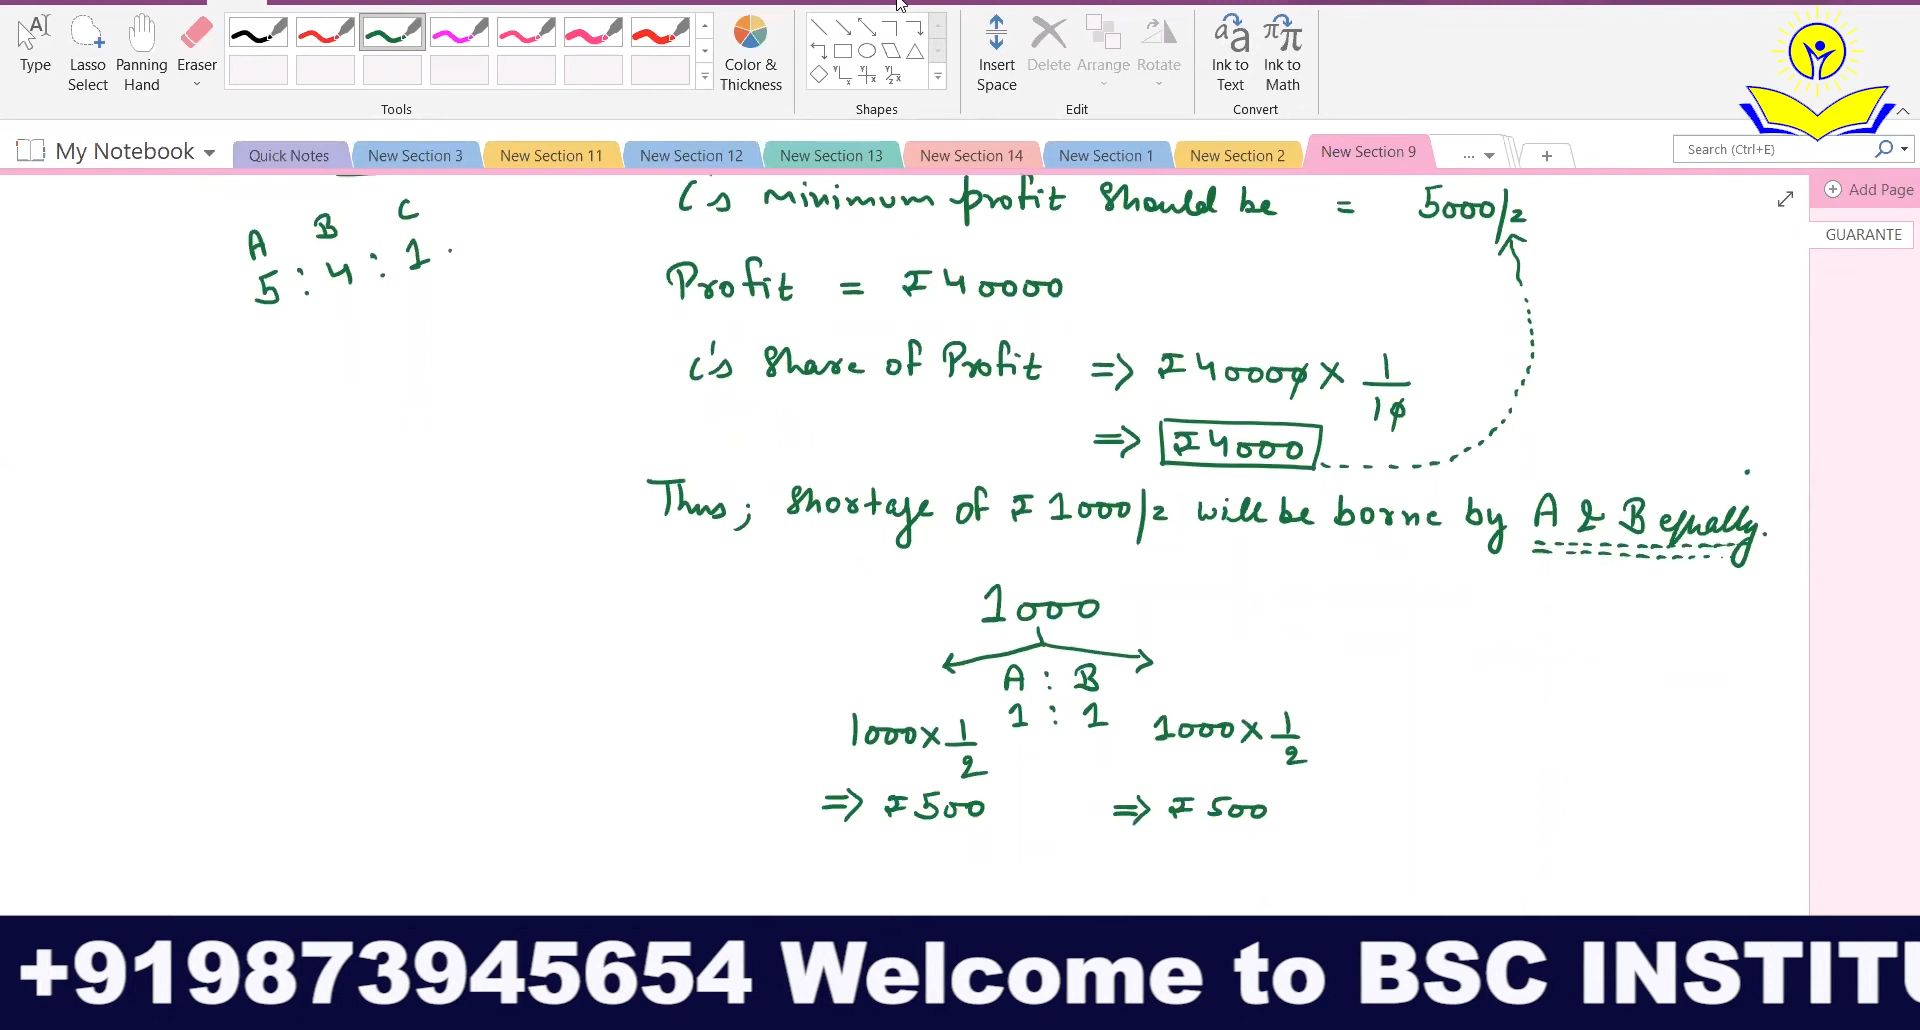 Type
Lasso Select
Panning Hand
Eraser
Color & Thickness
Insert Space
Delete
Arrange
Rotate
Ink to Text
Ink to Math
Tools
Shapes
Edit
Convert
My Notebook
Quick Notes
New Section 3
New Section 11
New Section 12
New Section 13
New Section 14
New Section 1
New Section 2
New Section 9
...
Search (Ctrl+E)
Add Page
GUARANTE
A B C
5 : 4 : 1
C's minimum profit should be = 5000/-
Profit = ₹40000
C's Share of Profit => ₹40000 × 1/10
=> ₹4000
Thus; Shortage of ₹1000/- will be borne by A & B equally.
1000
A : B
1 : 1
1000 × 1/2 1000 × 1/2
=> ₹500 => ₹500
+919873945654 Welcome to BSC INSTITU